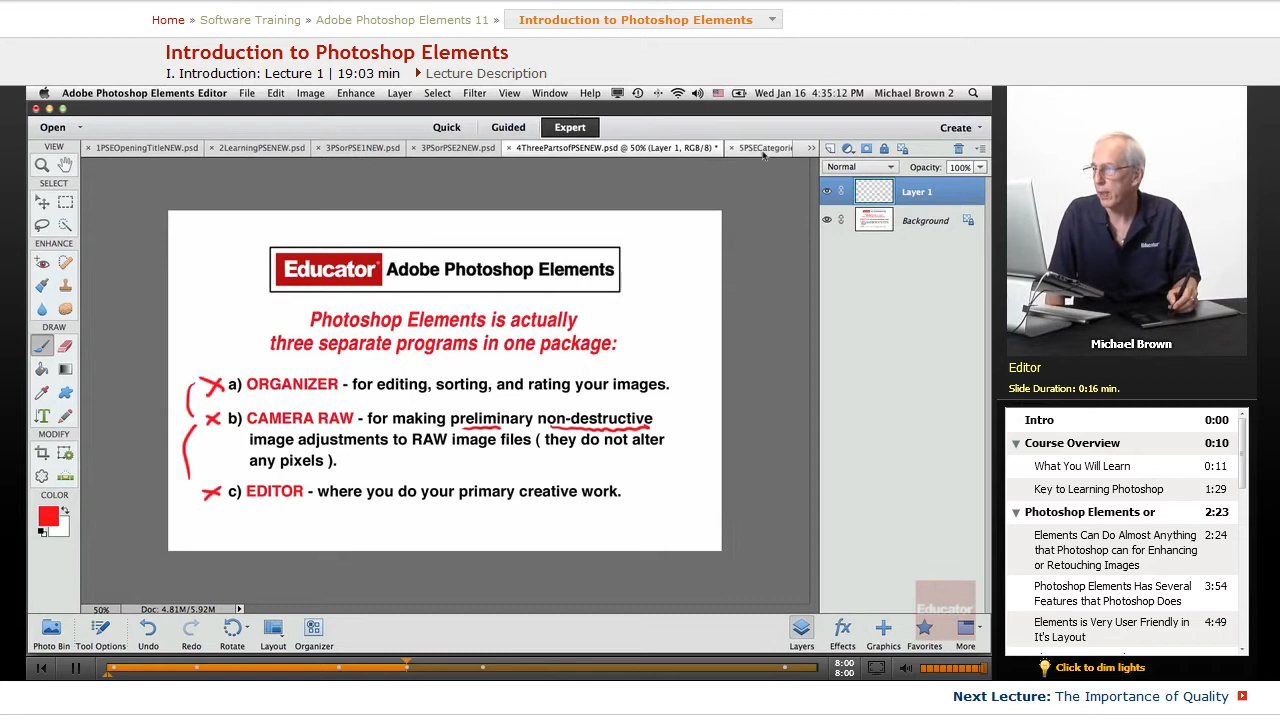 Home » Software Training » Adobe Photoshop Elements 11 » Introduction to Photoshop Elements
Introduction to Photoshop Elements
I. Introduction: Lecture 1 | 19:03 min Lecture Description
Adobe Photoshop Elements Editor File Edit Image Enhance Layer Select Filter View Window Help Wed Jan 16 4:35:12 PM Michael Brown 2
Open Quick Guided Expert Create
VIEW × 1PSEOpeningTitleNEW.psd × 2LearningPSENEW.psd × 3PSorPSE1NEW.psd × 3PSorPSE2NEW.psd × 4ThreePartsofPSENEW.psd @ 50% (Layer 1, RGB/8) * × 5PSECategorie >>
Normal Opacity: 100%
SELECT
Layer 1
Background
ENHANCE
DRAW
MODIFY
COLOR
Educator® Adobe Photoshop Elements
Photoshop Elements is actually
three separate programs in one package:
a) ORGANIZER - for editing, sorting, and rating your images.
b) CAMERA RAW - for making preliminary non-destructive
image adjustments to RAW image files ( they do not alter
any pixels ).
c) EDITOR - where you do your primary creative work.
50% Doc: 4.81M/5.92M
Educator
Photo Bin Tool Options Undo Redo Rotate Layout Organizer Layers Effects Graphics Favorites More
8:00
8:00
Educator
Michael Brown
Editor
Slide Duration: 0:16 min.
Intro 0:00
Course Overview 0:10
What You Will Learn 0:11
Key to Learning Photoshop 1:29
Photoshop Elements or 2:23
Elements Can Do Almost Anything 2:24
that Photoshop can for Enhancing
or Retouching Images
Photoshop Elements Has Several 3:54
Features that Photoshop Does
Elements is Very User Friendly in 4:49
It's Layout
Click to dim lights
Next Lecture: The Importance of Quality